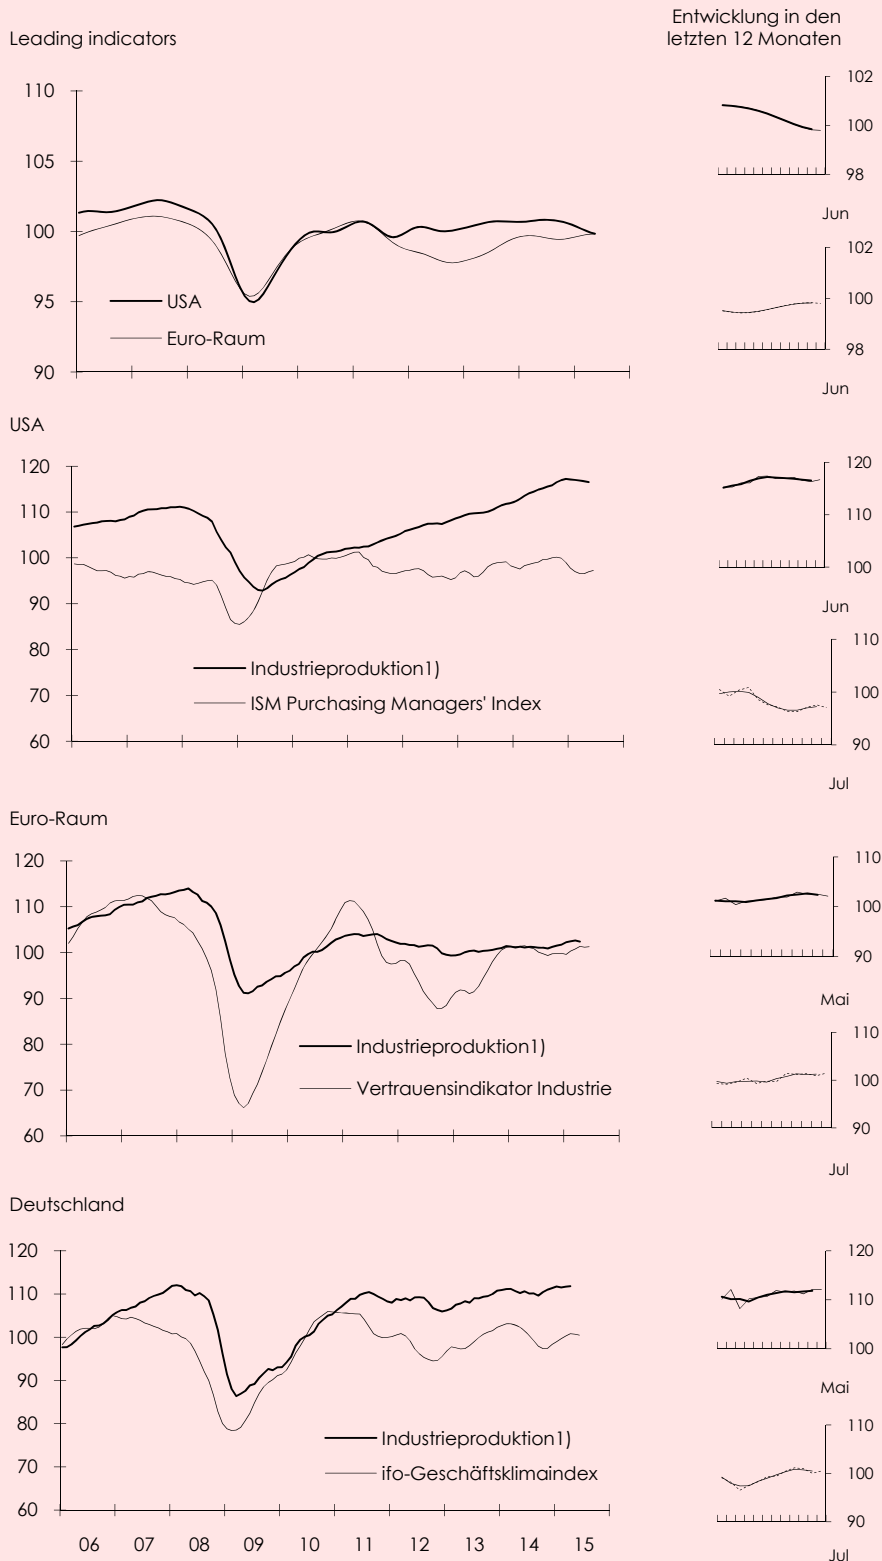 Entwicklung in den
letzten 12 Monaten
Leading indicators
110
105
100
95
90
USA
Euro-Raum
102
100
98
Jun
102
100
98
Jun
USA
120
110
100
90
80
70
60
Industrieproduktion1)
ISM Purchasing Managers' Index
120
110
100
Jun
110
100
90
Jul
Euro-Raum
120
110
100
90
80
70
60
Industrieproduktion1)
Vertrauensindikator Industrie
110
100
90
Mai
110
100
90
Jul
Deutschland
120
110
100
90
80
70
60
Industrieproduktion1)
ifo-Geschäftsklimaindex
06 07 08 09 10 11 12 13 14 15
120
110
100
Mai
110
100
90
Jul